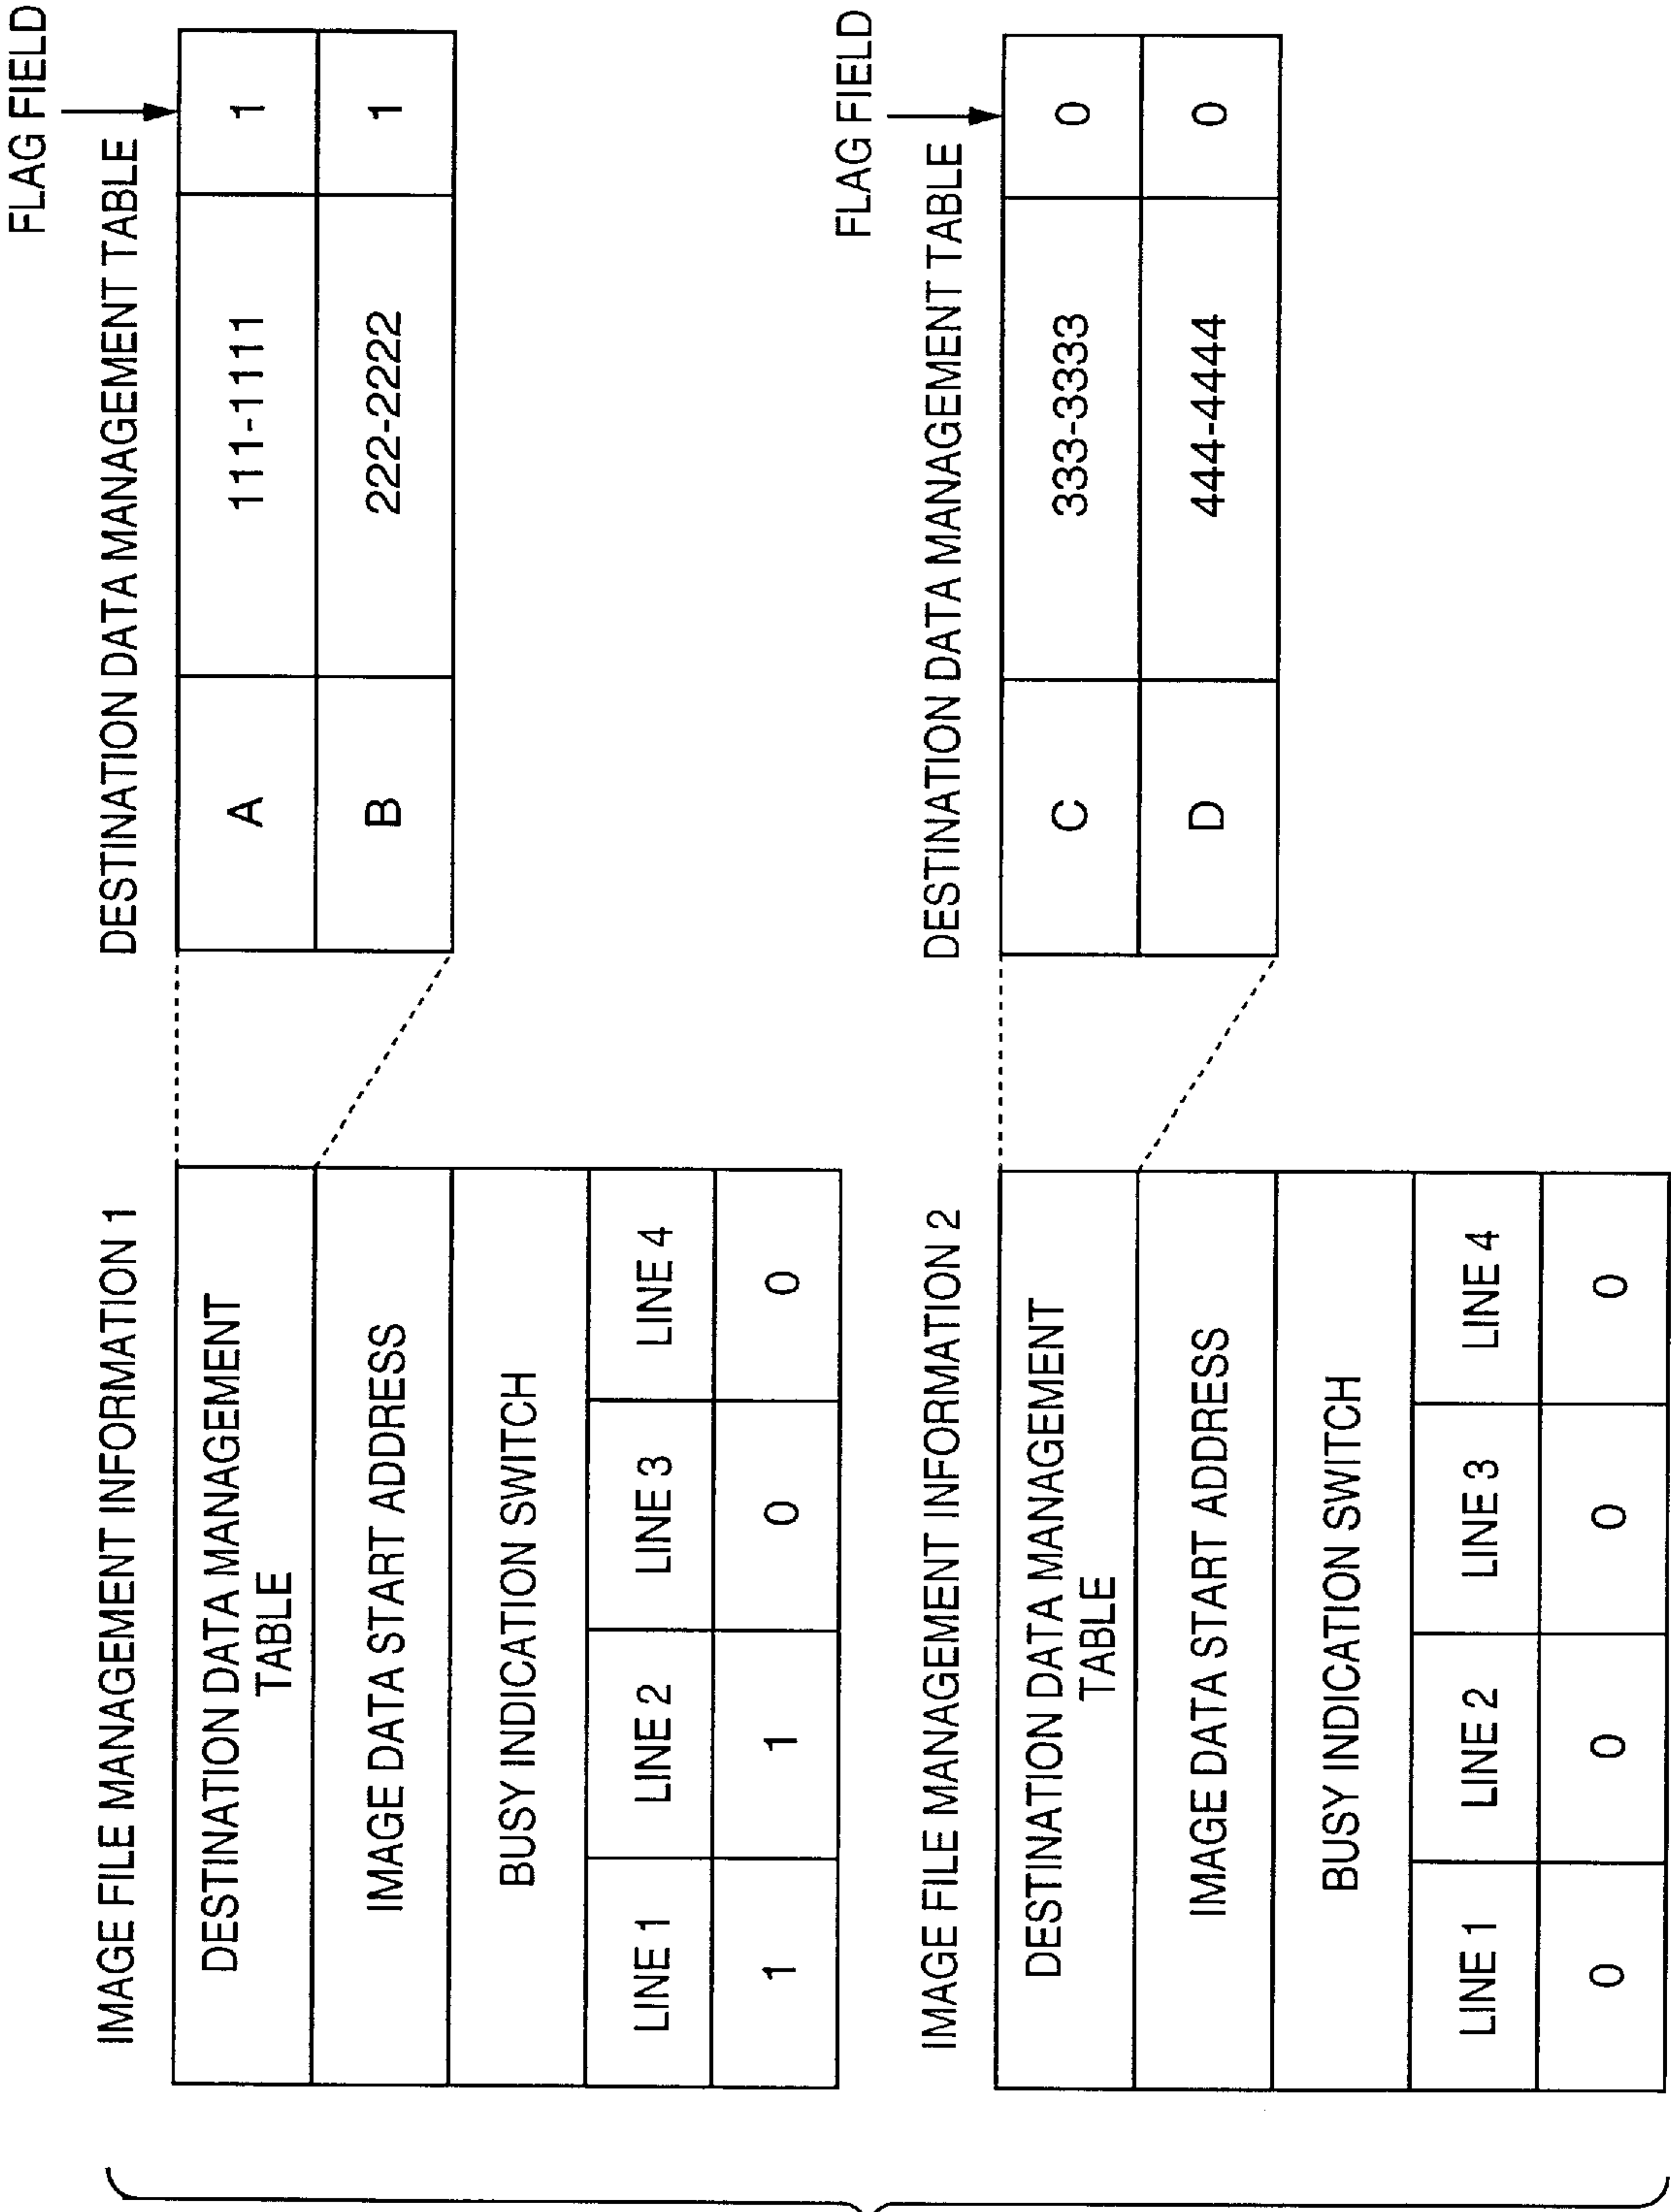 IMAGE FILE MANAGEMENT INFORMATION 1
DESTINATION DATA MANAGEMENT
TABLE
IMAGE DATA START ADDRESS
BUSY INDICATION SWITCH
LINE 1 LINE 2 LINE 3 LINE 4
1 1 0 0
FLAG FIELD
DESTINATION DATA MANAGEMENT TABLE
A 111-1111 1
B 222-2222 1
IMAGE FILE MANAGEMENT INFORMATION 2
DESTINATION DATA MANAGEMENT
TABLE
IMAGE DATA START ADDRESS
BUSY INDICATION SWITCH
LINE 1 LINE 2 LINE 3 LINE 4
0 0 0 0
FLAG FIELD
DESTINATION DATA MANAGEMENT TABLE
C 333-3333 0
D 444-4444 0